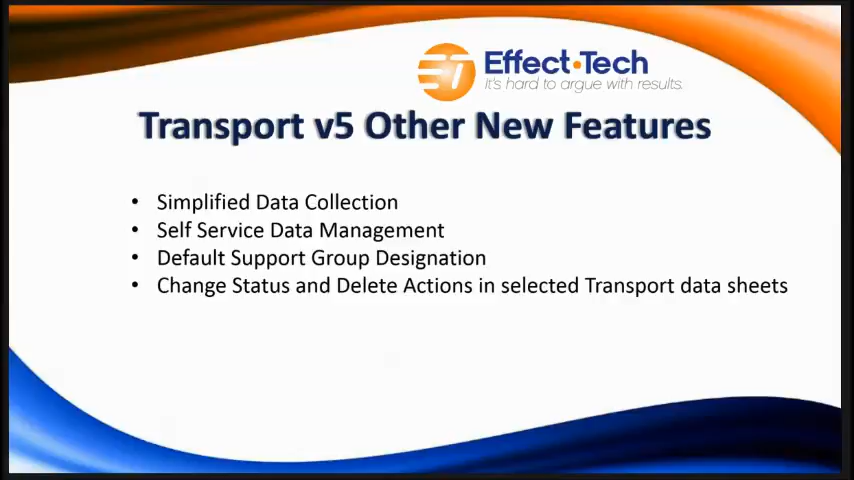 Effect·Tech
it's hard to argue with results.
Transport v5 Other New Features
• Simplified Data Collection
• Self Service Data Management
• Default Support Group Designation
• Change Status and Delete Actions in selected Transport data sheets